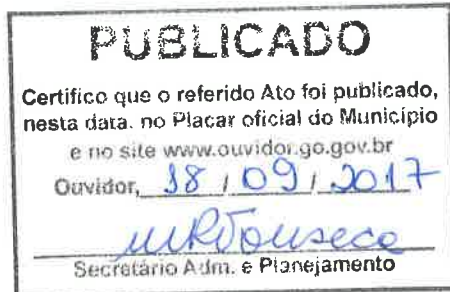 PUBLICADO
Certifico que o referido Ato foi publicado,
nesta data. no Placar oficial do Município
e no site www.ouvidor.go.gov.br
Ouvidor, 18 / 09 / 2017
Secretário Adm. e Planejamento